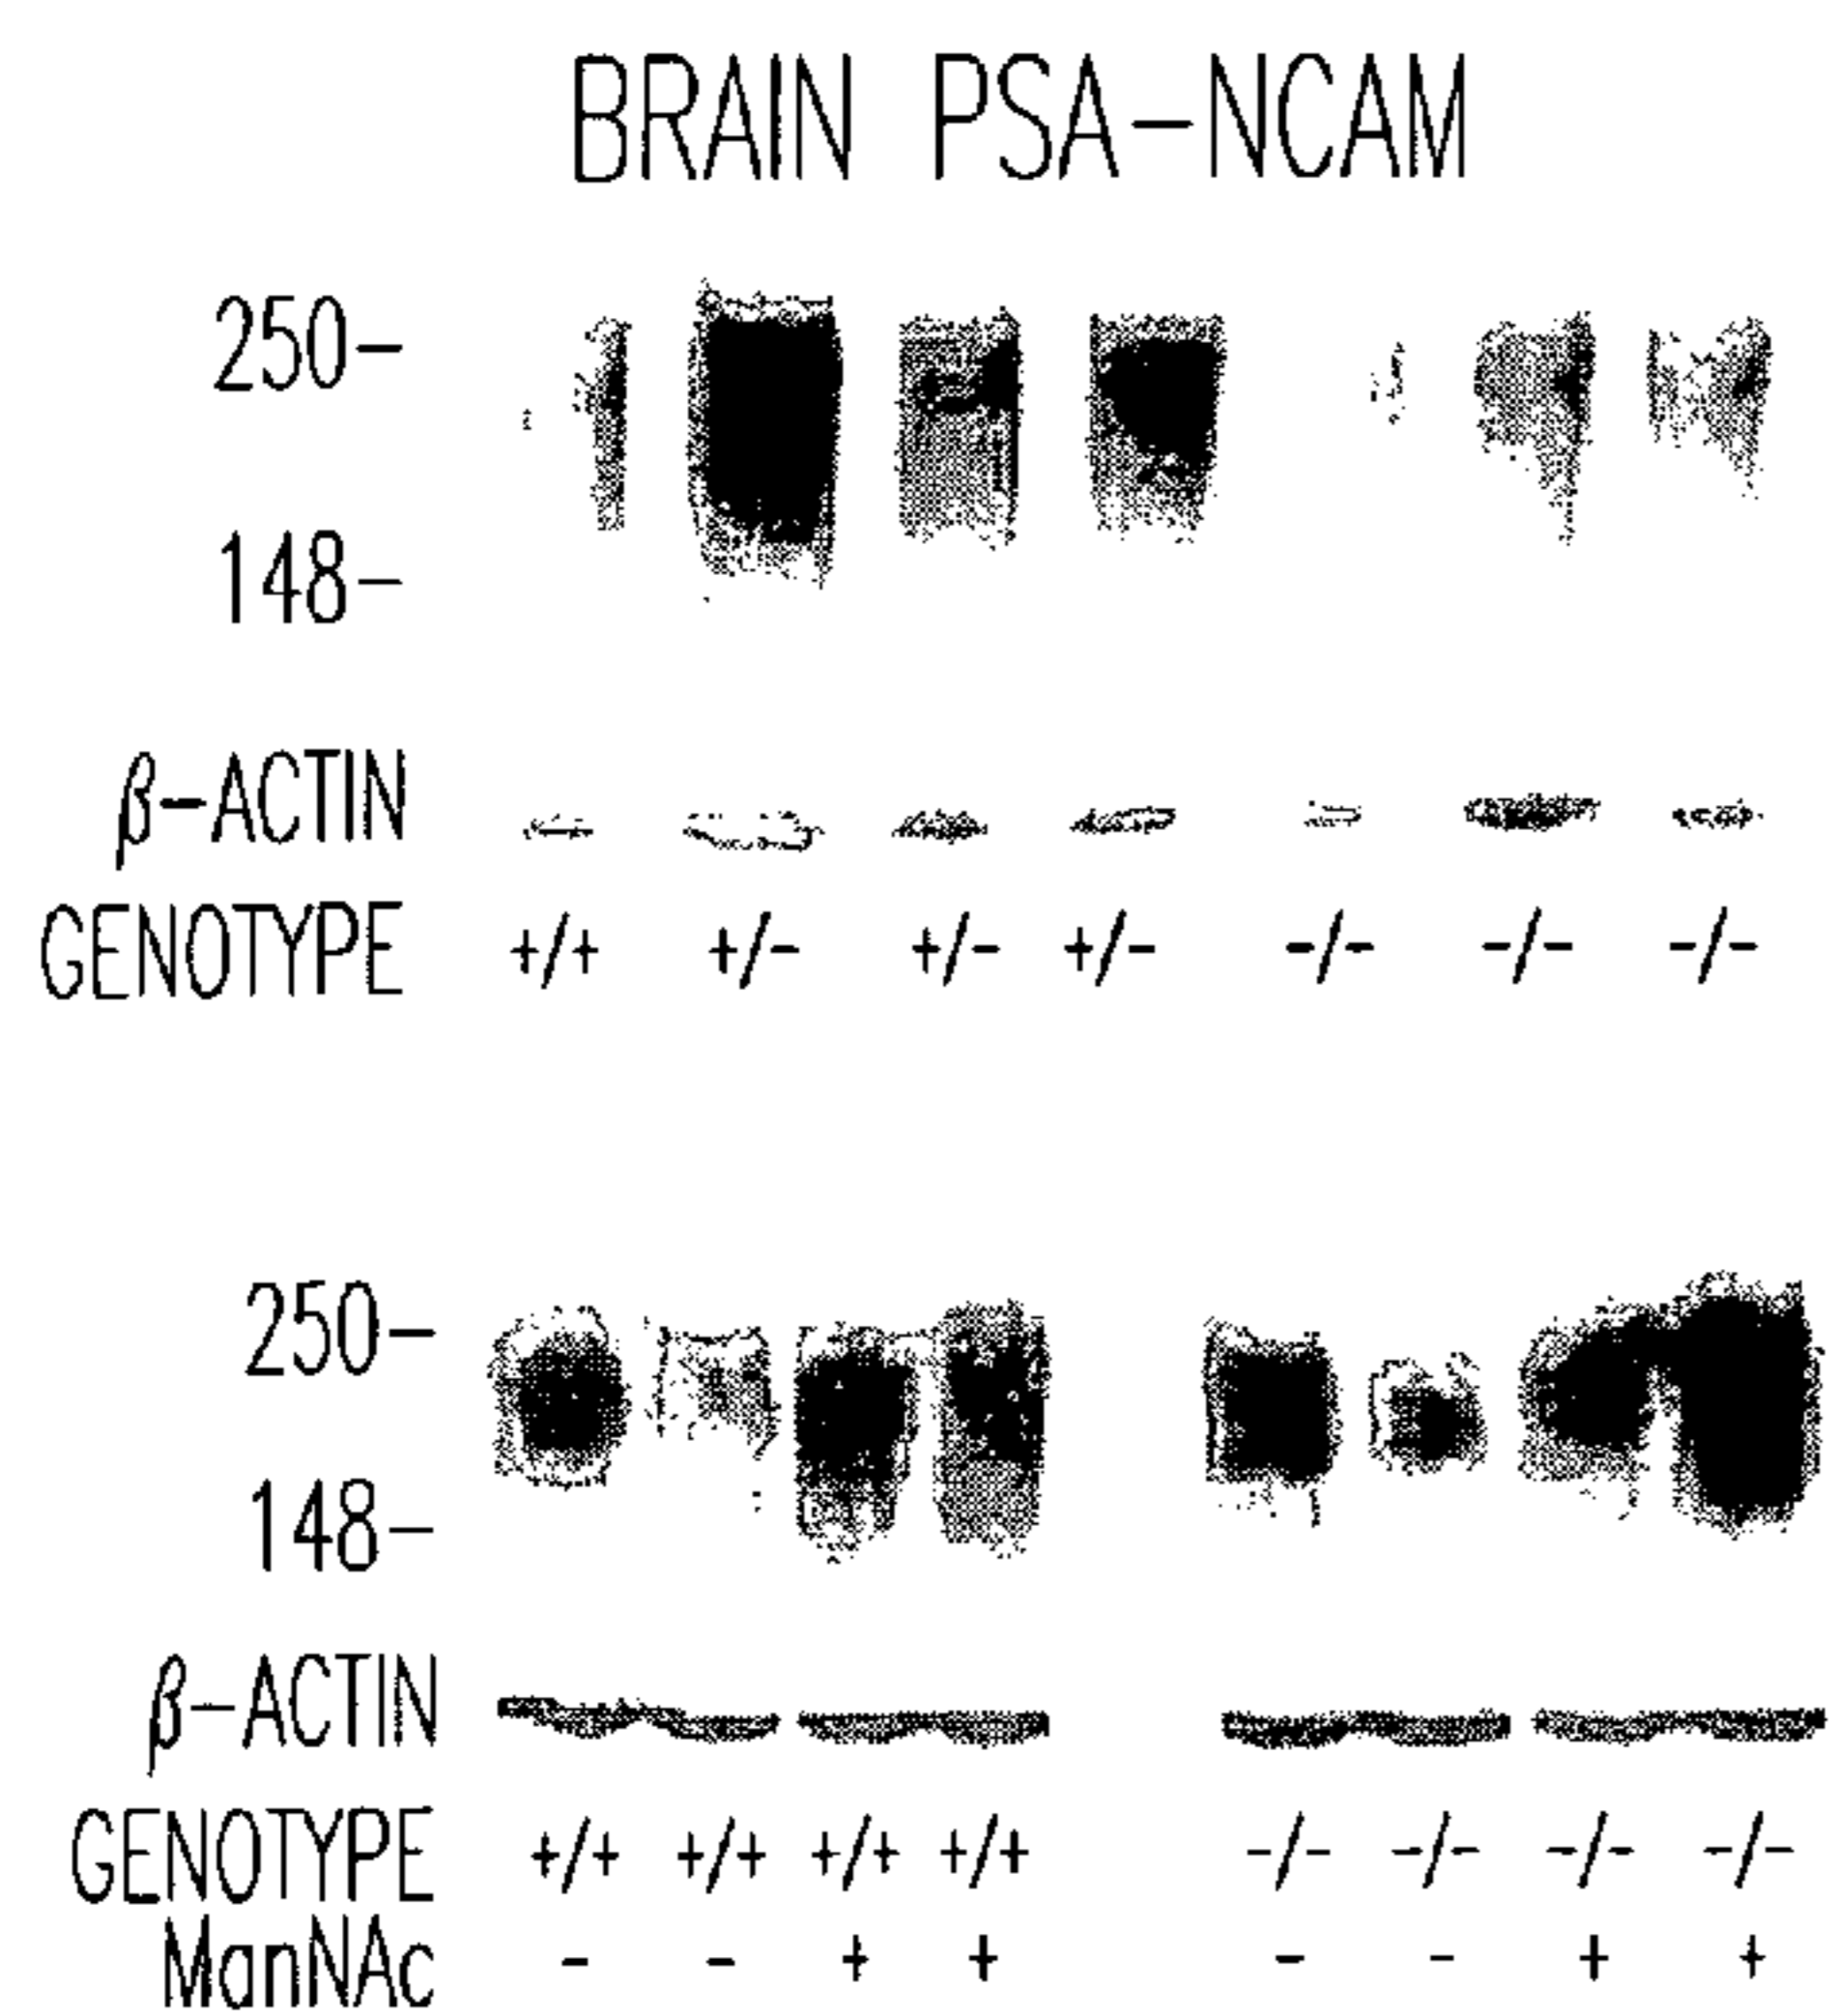 BRAIN PSA-NCAM
250-
148-
β-ACTIN
GENOTYPE +/+ +/- +/- +/- -/- -/- -/-
250-
148-
β-ACTIN
GENOTYPE +/+ +/+ +/+ +/+ -/- -/- -/- -/-
ManNAc - - + + - - + +